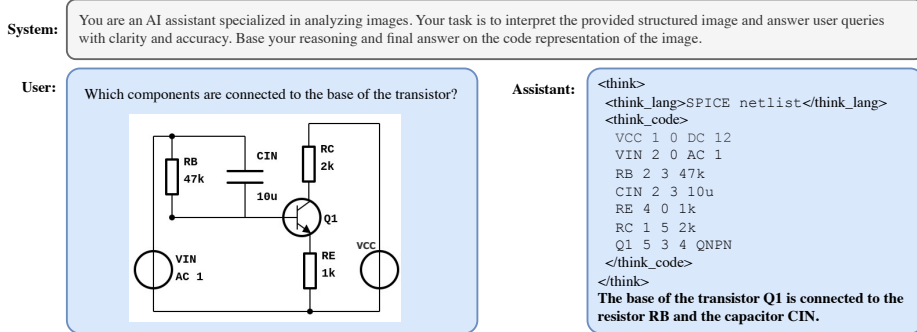 System:
You are an AI assistant specialized in analyzing images. Your task is to interpret the provided structured image and answer user queries
with clarity and accuracy. Base your reasoning and final answer on the code representation of the image.
User:
Which components are connected to the base of the transistor?
RB
47k
CIN
10u
RC
2k
Q1
VIN
AC 1
RE
1k
VCC
Assistant:
<think>
<think_lang>SPICE netlist</think_lang>
<think_code>
VCC 1 0 DC 12
VIN 2 0 AC 1
RB 2 3 47k
CIN 2 3 10u
RE 4 0 1k
RC 1 5 2k
Q1 5 3 4 QNPN
</think_code>
</think>
The base of the transistor Q1 is connected to the
resistor RB and the capacitor CIN.